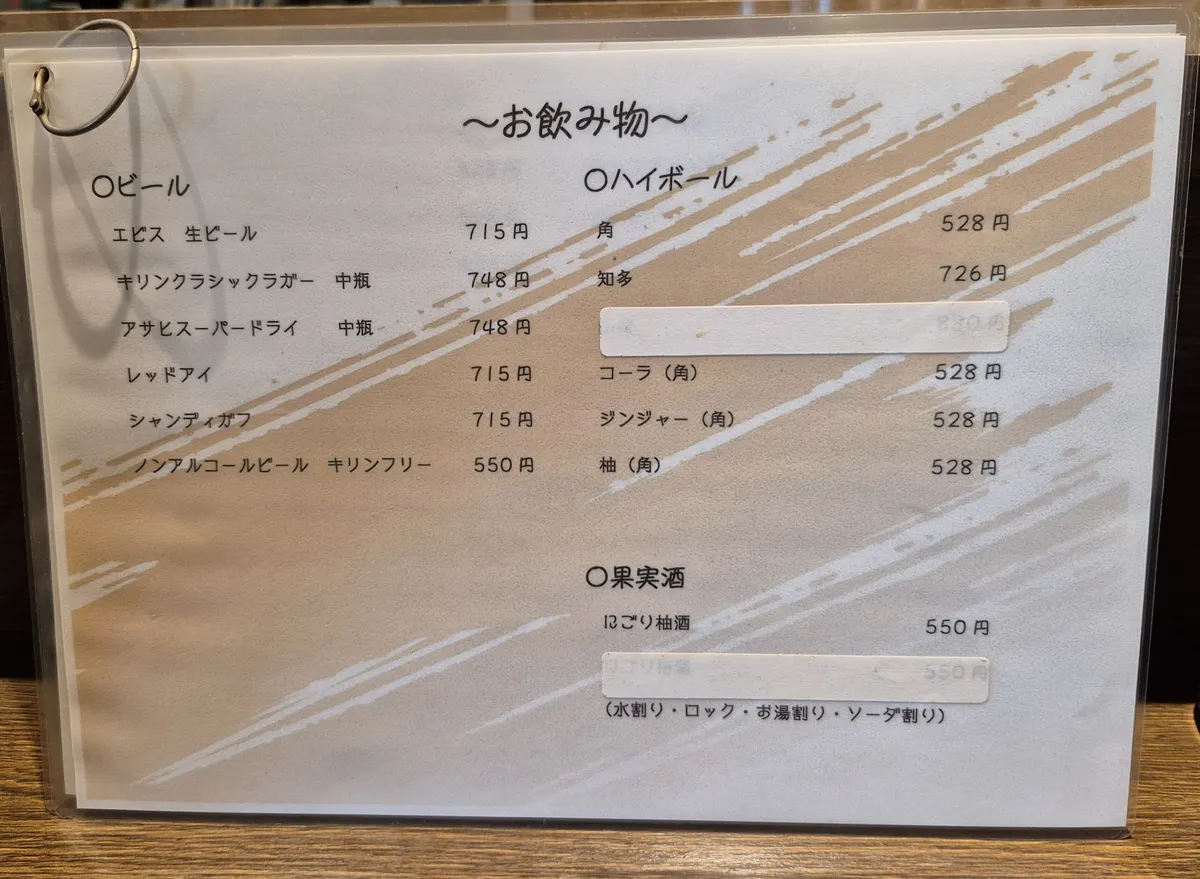 ～お飲み物～
〇ビール
エビス 生ビール 715円
キリンクラシックラガー 中瓶 748円
アサヒスーパードライ 中瓶 748円
レッドアイ 715円
シャンディガフ 715円
ノンアルコールビール キリンフリー 550円
〇ハイボール
角 528円
知多 726円
コーラ（角） 528円
ジンジャー（角） 528円
柚（角） 528円
〇果実酒
にごり柚酒 550円
550円
（水割り・ロック・お湯割り・ソーダ割り）